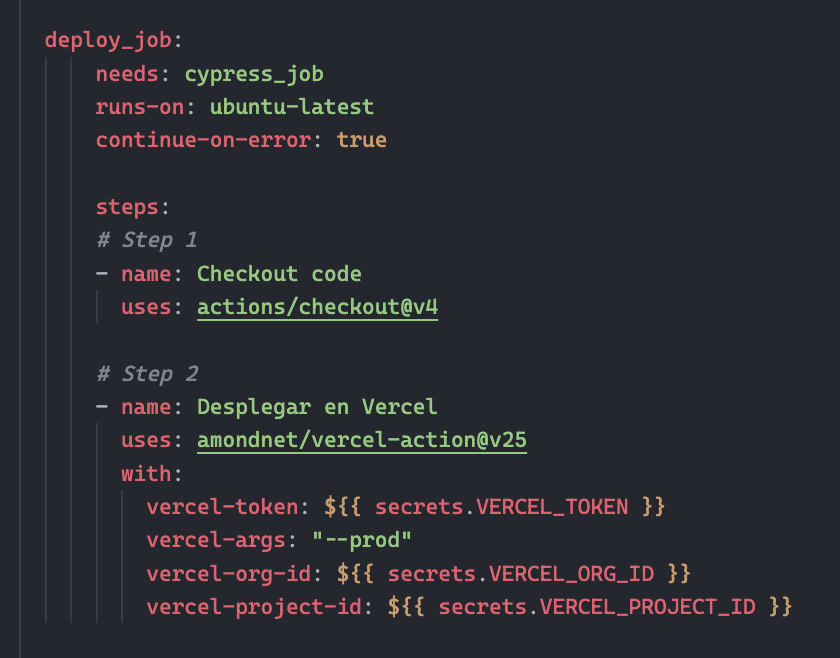 deploy_job:
needs: cypress_job
runs-on: ubuntu-latest
continue-on-error: true
steps:
# Step 1
- name: Checkout code
uses: actions/checkout@v4
# Step 2
- name: Desplegar en Vercel
uses: amondnet/vercel-action@v25
with:
vercel-token: ${{ secrets.VERCEL_TOKEN }}
vercel-args: "--prod"
vercel-org-id: ${{ secrets.VERCEL_ORG_ID }}
vercel-project-id: ${{ secrets.VERCEL_PROJECT_ID }}